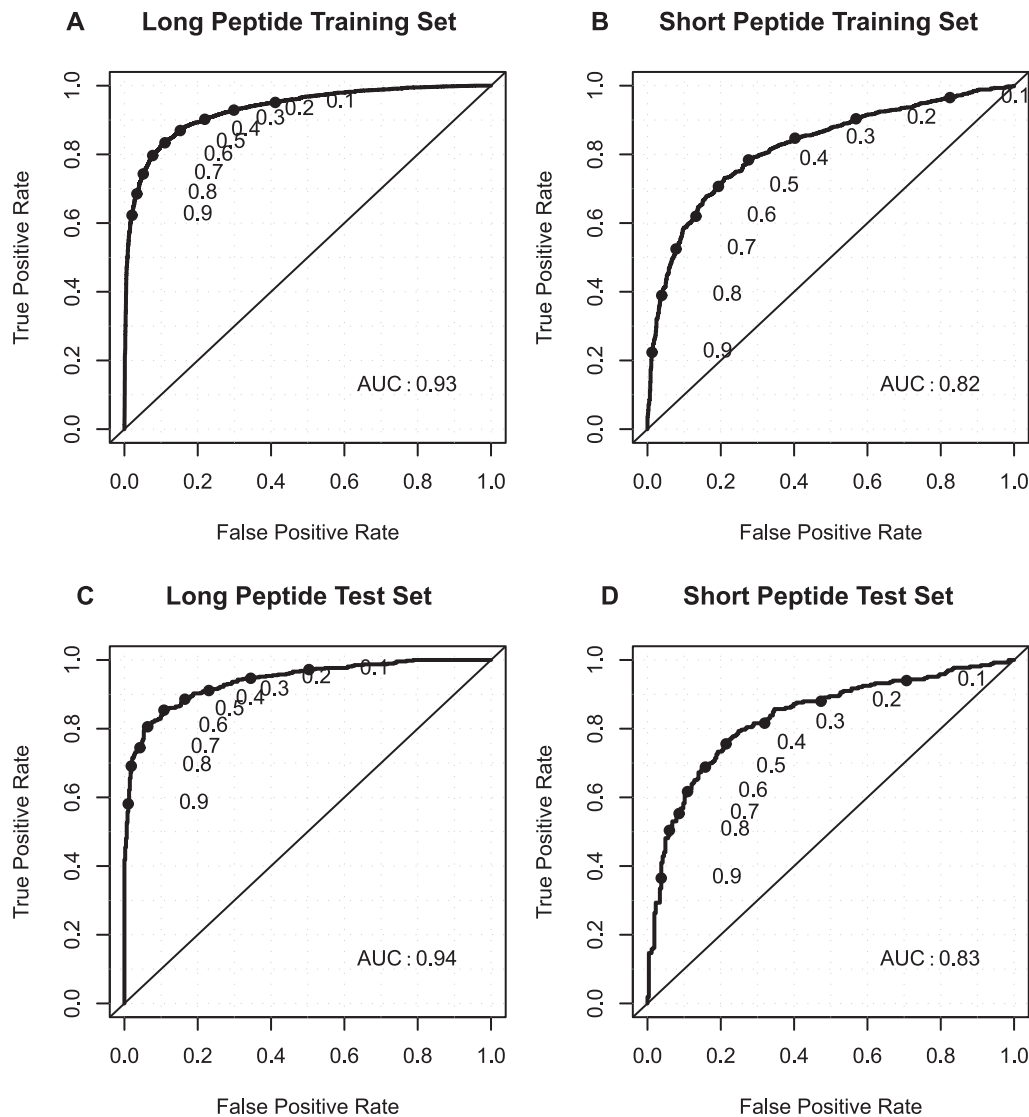 A Long Peptide Training Set
True Positive Rate
0.0 0.2 0.4 0.6 0.8 1.0
0.1
0.2
0.3
0.4
0.5
0.6
0.7
0.8
0.9
AUC : 0.93
0.0 0.2 0.4 0.6 0.8 1.0
False Positive Rate
B Short Peptide Training Set
True Positive Rate
0.0 0.2 0.4 0.6 0.8 1.0
0.1
0.2
0.3
0.4
0.5
0.6
0.7
0.8
0.9
AUC : 0.82
0.0 0.2 0.4 0.6 0.8 1.0
False Positive Rate
C Long Peptide Test Set
True Positive Rate
0.0 0.2 0.4 0.6 0.8 1.0
0.1
0.2
0.3
0.4
0.5
0.6
0.7
0.8
0.9
AUC : 0.94
0.0 0.2 0.4 0.6 0.8 1.0
False Positive Rate
D Short Peptide Test Set
True Positive Rate
0.0 0.2 0.4 0.6 0.8 1.0
0.1
0.2
0.3
0.4
0.5
0.6
0.7
0.8
0.9
AUC : 0.83
0.0 0.2 0.4 0.6 0.8 1.0
False Positive Rate